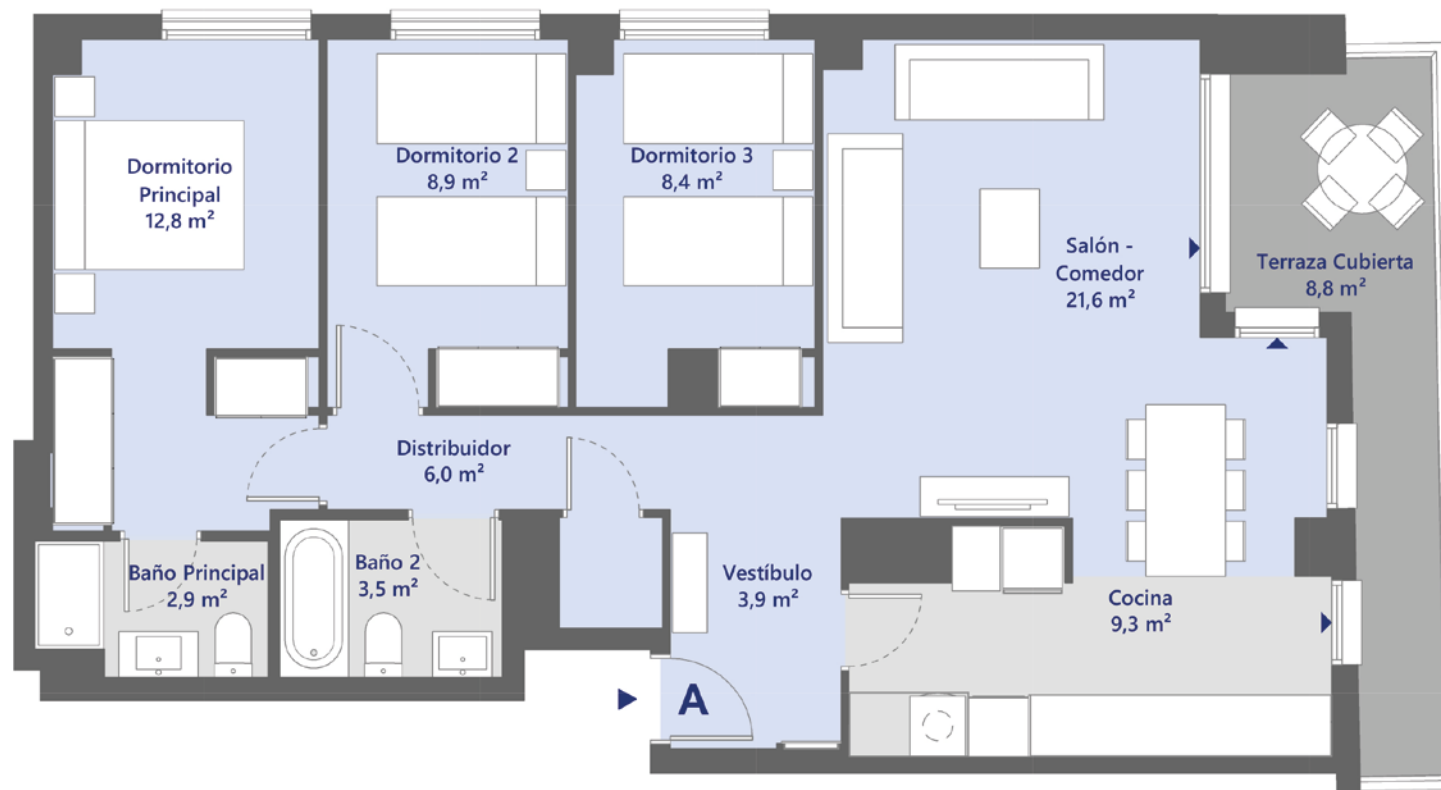 Dormitorio
Principal
12,8 m²
Dormitorio 2
8,9 m²
Dormitorio 3
8,4 m²
Salón -
Comedor
21,6 m²
Terraza Cubierta
8,8 m²
Distribuidor
6,0 m²
Baño Principal
2,9 m²
Baño 2
3,5 m²
Vestíbulo
3,9 m²
Cocina
9,3 m²
A